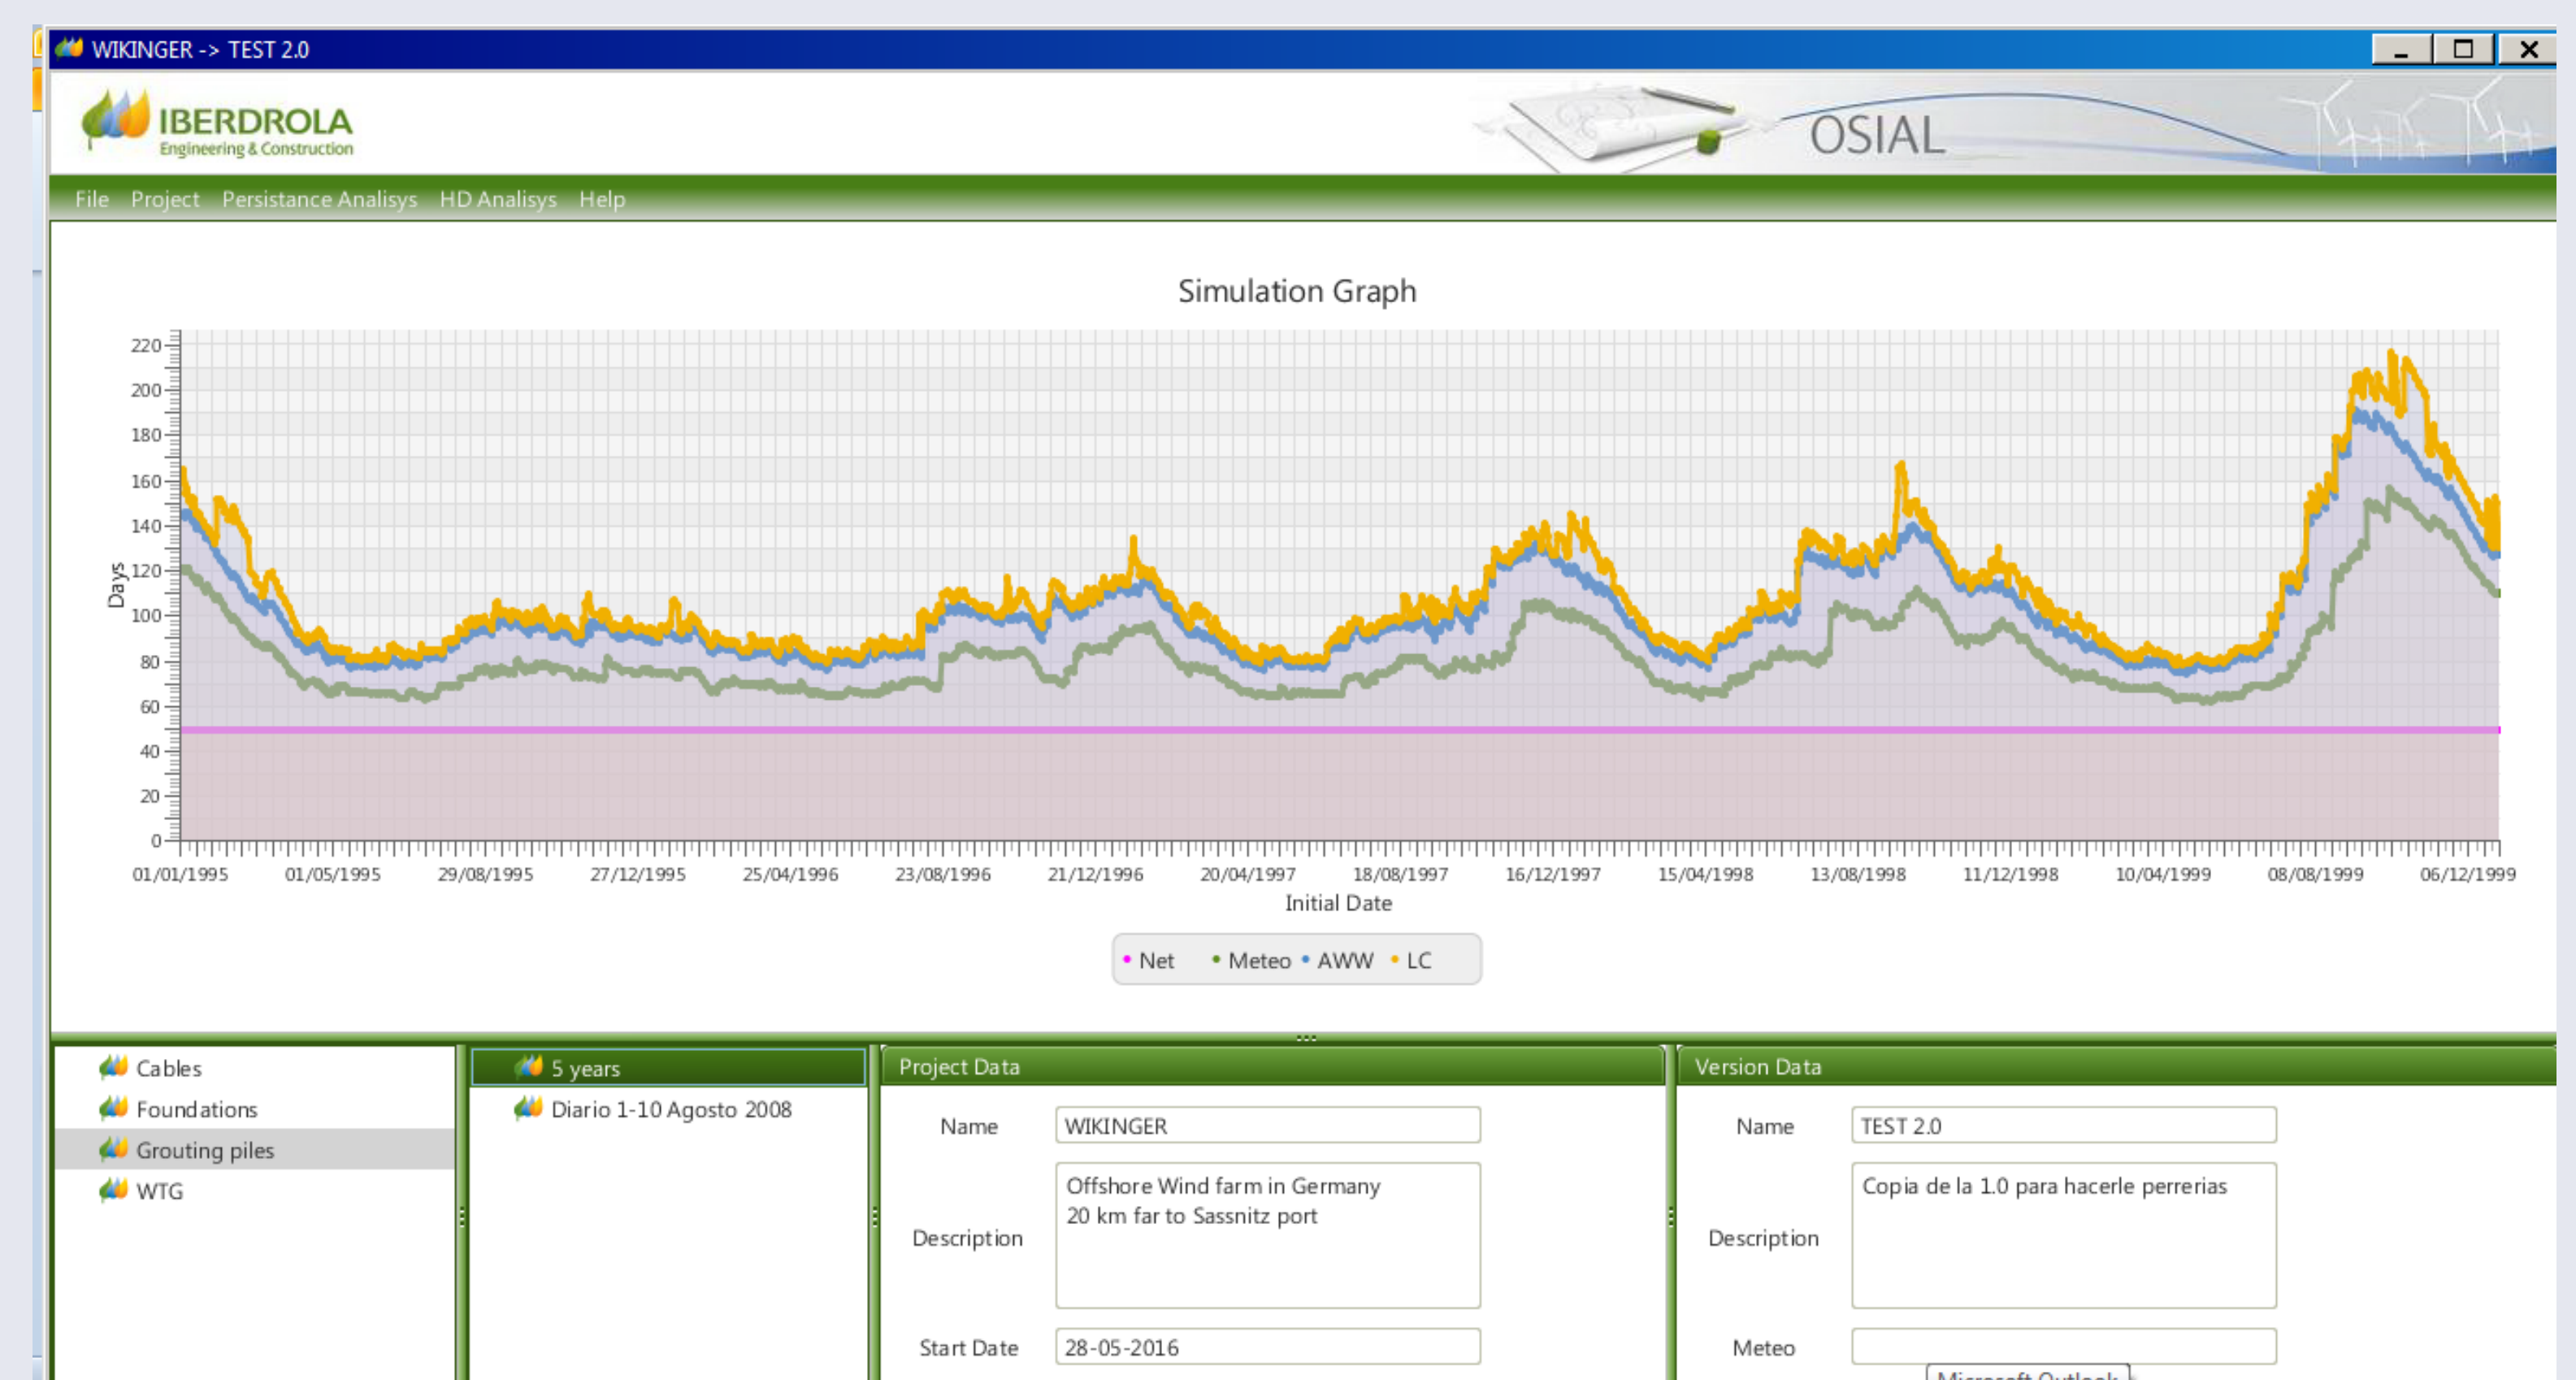 WIKINGER -> TEST 2.0
IBERDROLA
Engineering & Construction
OSIAL
File Project Persistance Analisys HD Analisys Help
Simulation Graph
220
200
180
160
140
120
100
80
60
40
20
0
Days
01/01/1995 01/05/1995 29/08/1995 27/12/1995 25/04/1996 23/08/1996 21/12/1996 20/04/1997 18/08/1997 16/12/1997 15/04/1998 13/08/1998 11/12/1998 10/04/1999 08/08/1999 06/12/1999
Initial Date
Net Meteo AWW LC
Cables
Foundations
Grouting piles
WTG
5 years
Diario 1-10 Agosto 2008
Project Data
Name WIKINGER
Description
Offshore Wind farm in Germany
20 km far to Sassnitz port
Start Date 28-05-2016
Version Data
Name TEST 2.0
Description
Copia de la 1.0 para hacerle perrerias
Meteo
Microsoft Outlook